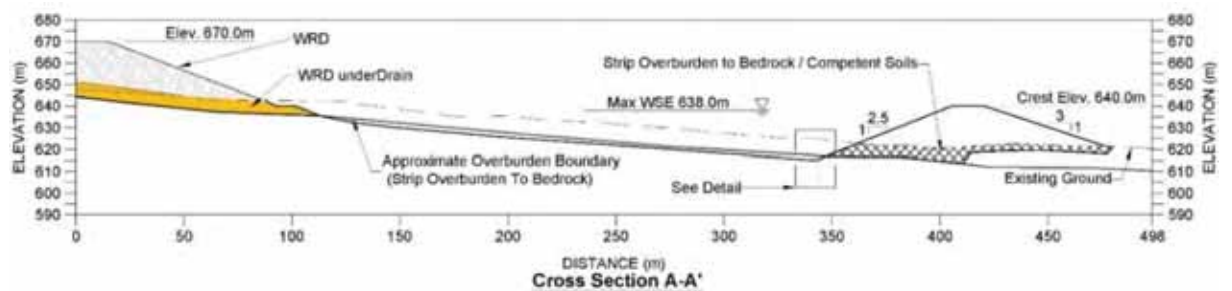 680
670
660
650
640
630
620
610
600
590
ELEVATION (m)
Elev. 670.0m
WRD
WRD underDrain
Approximate Overburden Boundary
(Strip Overburden To Bedrock)
Max WSE 638.0m
See Detail
Strip Overburden to Bedrock / Competent Soils
1
2.5
Crest Elev. 640.0m
3
1
Existing Ground
680
670
660
650
640
630
620
610
600
590
ELEVATION (m)
0 50 100 150 200 250 300 350 400 450 498
DISTANCE (m)
Cross Section A-A'